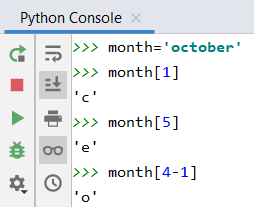 Python Console ×
>>> month='october'
>>> month[1]
'c'
>>> month[5]
'e'
>>> month[4-1]
'o'